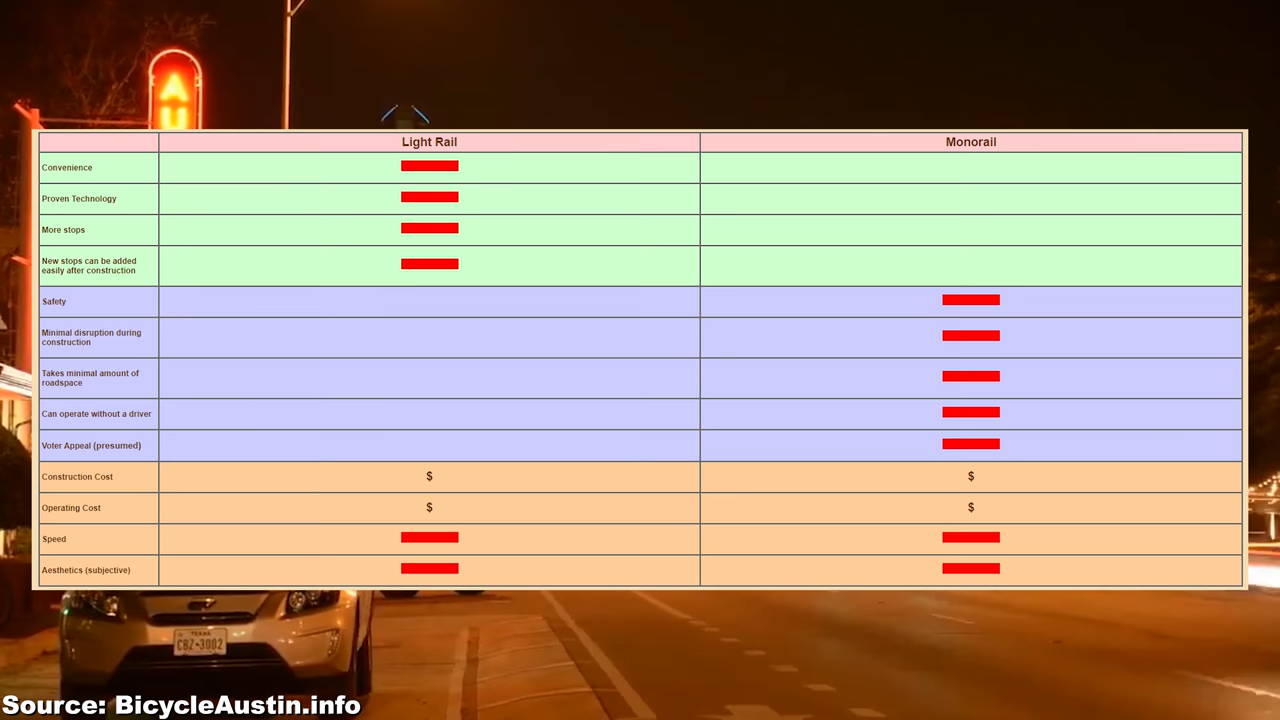 AU
Light Rail Monorail
Convenience
Proven Technology
More stops
New stops can be added
easily after construction
Safety
Minimal disruption during
construction
Takes minimal amount of
roadspace
Can operate without a driver
Voter Appeal (presumed)
Construction Cost $ $
Operating Cost $ $
Speed
Aesthetics (subjective)
TEXAS
CBZ-3002
Source: BicycleAustin.info